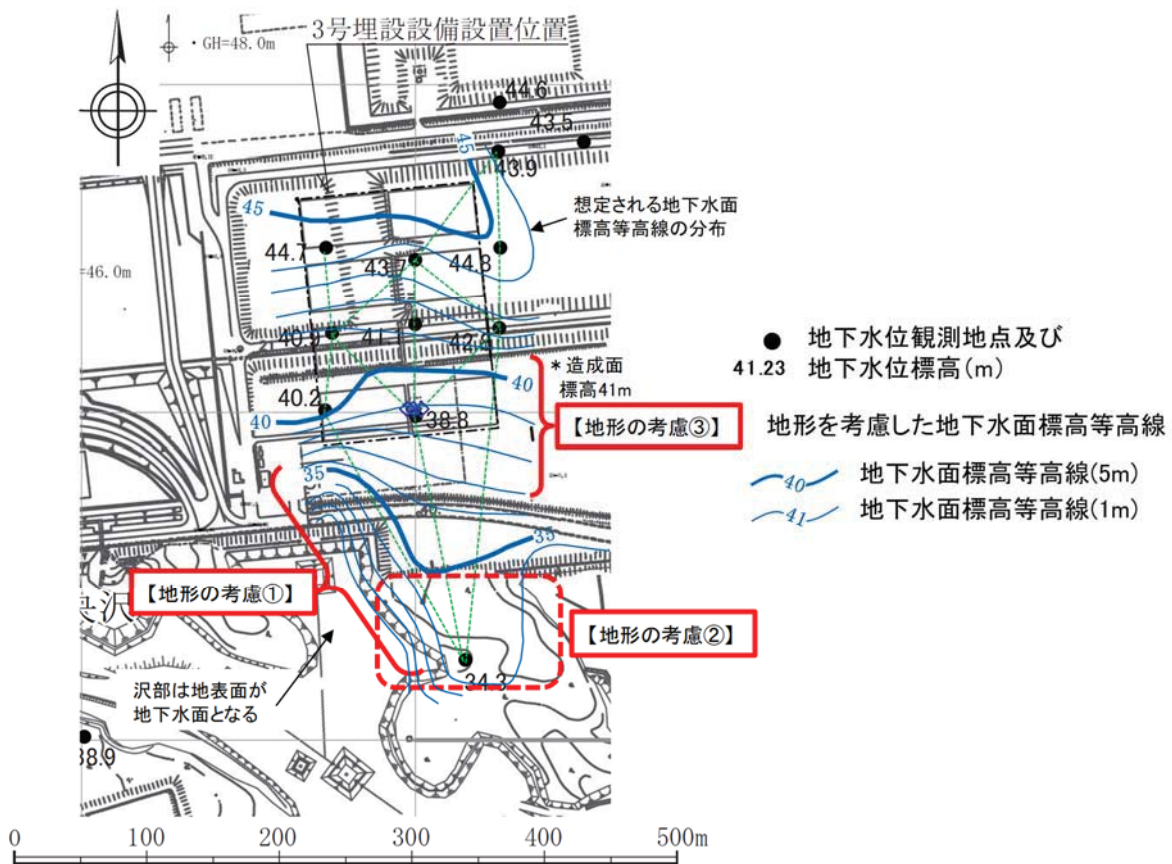 ・GH=48.0m
3号埋設設備設置位置
44.6
43.5
45
43.9
想定される地下水面
標高等高線の分布
45
44.7
43.7
44.8
=46.0m
40.9
41.1
地下水位観測地点及び
41.23 地下水位標高(m)
*造成面
標高41m
40
40.2
40
38.8
【地形の考慮③】
地形を考慮した地下水面標高等高線
40 地下水面標高等高線(5m)
41 地下水面標高等高線(1m)
35
35
【地形の考慮①】
【地形の考慮②】
沢部は地表面が
地下水面となる
34.3
38.9
0 100 200 300 400 500m